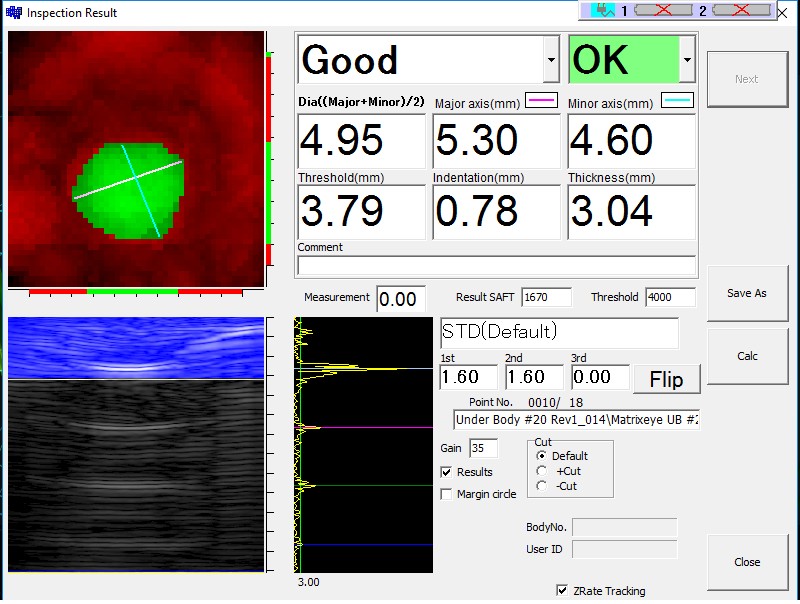 Inspection Result
1 2
Good OK
Next
Dia((Major+Minor)/2) Major axis(mm) Minor axis(mm)
4.95 5.30 4.60
Threshold(mm) Indentation(mm) Thickness(mm)
3.79 0.78 3.04
Comment
Measurement 0.00 Result SAFT 1670 Threshold 4000
Save As
STD(Default)
1st 2nd 3rd
1.60 1.60 0.00 Flip
Calc
Point No. 0010/ 18
Under Body #20 Rev1_014\Matrixeye UB #2
Gain 35
Cut
Default
Results
+Cut
Margin circle
-Cut
BodyNo.
User ID
Close
3.00
ZRate Tracking